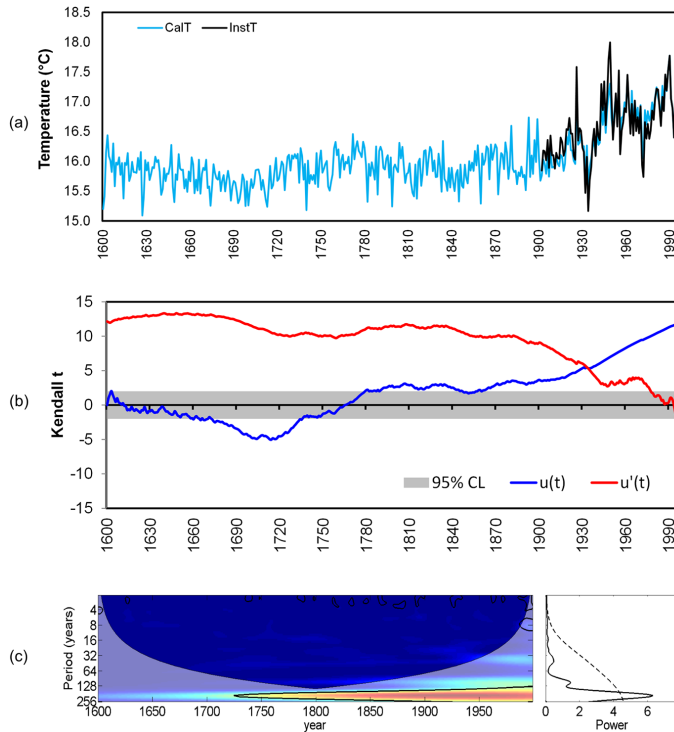 18.5
CalT InstT
18.0
17.5
17.0
16.5
16.0
15.5
15.0
Temperature (°C)
(a)
1600 1630 1660 1690 1720 1750 1780 1810 1840 1870 1900 1930 1960 1990
15
10
5
0
-5
-10
-15
Kendall t
(b)
95% CL u(t) u'(t)
1600 1630 1660 1690 1720 1750 1780 1810 1840 1870 1900 1930 1960 1990
(c)
Period (years)
4
8
16
32
64
128
256
1600 1650 1700 1750 1800 1850 1900 1950
year
0 2 4 6
Power